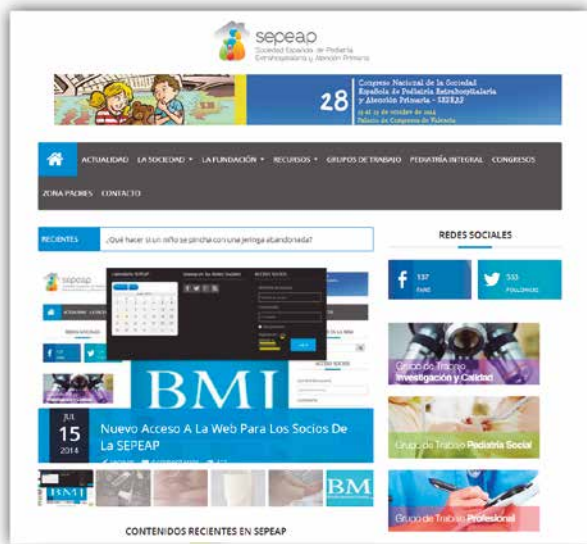 sepeap
Sociedad Española de Pediatría
Extrahospitalaria y Atención Primaria
28
Congreso Nacional de la Sociedad
Española de Pediatría Extrahospitalaria
y Atención Primaria - SEPEAP
Palacio de Congresos de Valencia
ACTUALIDAD LA SOCIEDAD LA FUNDACIÓN RECURSOS GRUPOS DE TRABAJO PEDIATRÍA INTEGRAL CONGRESOS
ZONA PADRES CONTACTO
RECIENTES ¿Qué hacer si un niño se pincha con una jeringa abandonada?
REDES SOCIALES
137
FANS
333
FOLLOWERS
sepeap
BMI
JUL
15
2014
Nuevo Acceso A La Web Para Los Socios De
La SEPEAP
BMI
Grupo de Trabajo
Investigación y Calidad
Grupo de Trabajo Pediatría Social
Grupo de Trabajo Profesional
CONTENIDOS RECIENTES EN SEPEAP